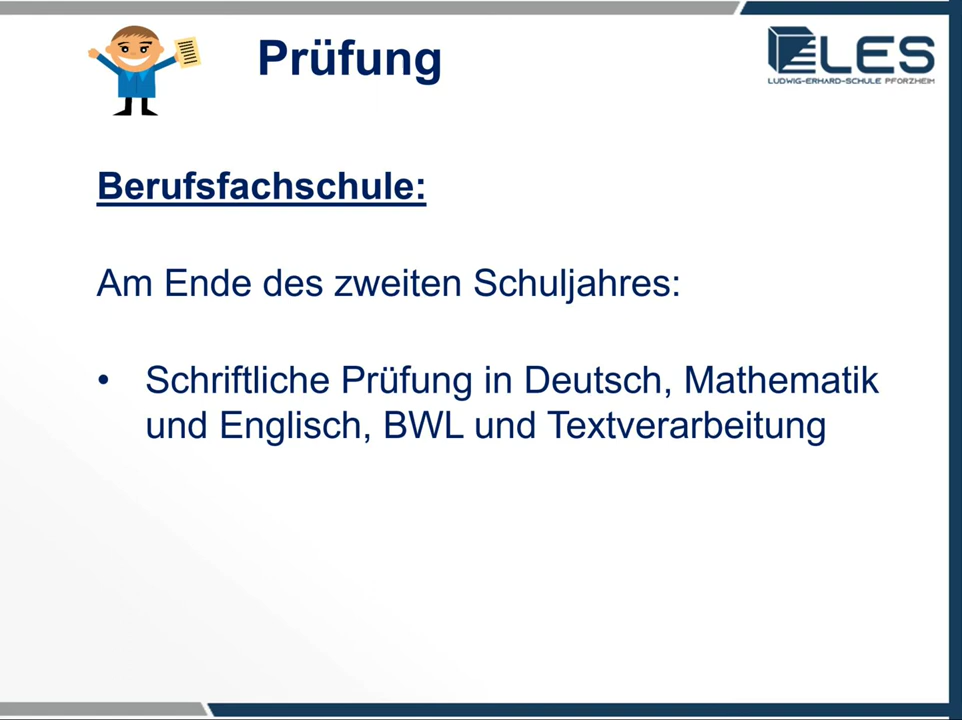 Prüfung
LES
LUDWIG-ERHARD-SCHULE PFORZHEIM
Berufsfachschule:
Am Ende des zweiten Schuljahres:
• Schriftliche Prüfung in Deutsch, Mathematik
und Englisch, BWL und Textverarbeitung